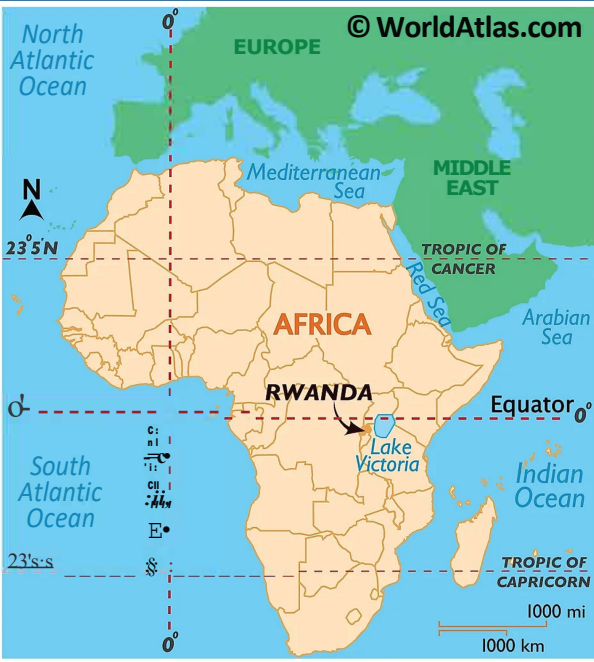 0°
© WorldAtlas.com
North
Atlantic
Ocean
EUROPE
Mediterranean
Sea
MIDDLE
EAST
N
23°5'N
TROPIC OF
CANCER
Red Sea
Arabian
Sea
AFRICA
RWANDA
Equator 0°
Lake
Victoria
South
Atlantic
Ocean
Indian
Ocean
E•
§
23's·s
TROPIC OF
CAPRICORN
1000 mi
1000 km
0°